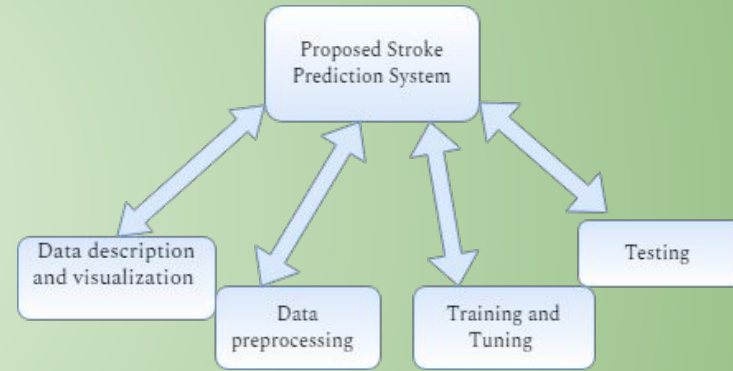 Proposed Stroke
Prediction System
Data description
and visualization
Data
preprocessing
Training and
Tuning
Testing